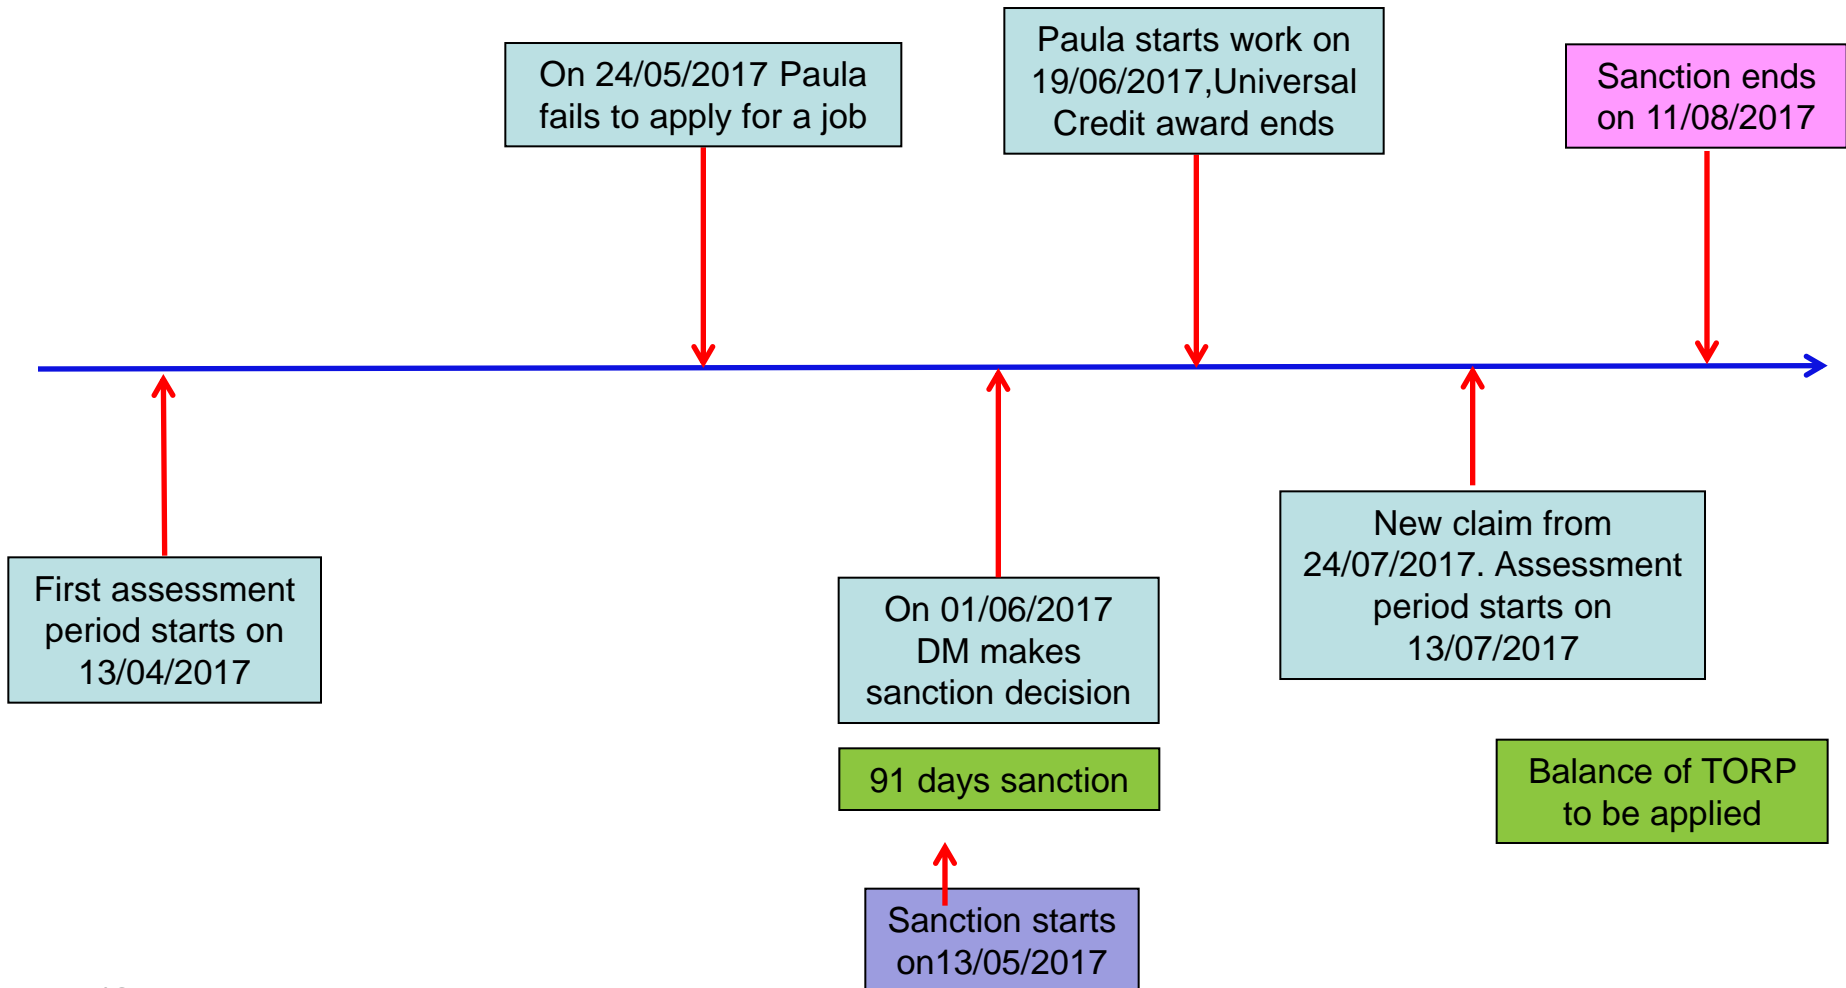 On 24/05/2017 Paula
fails to apply for a job
Paula starts work on
19/06/2017,Universal
Credit award ends
Sanction ends
on 11/08/2017
First assessment
period starts on
13/04/2017
On 01/06/2017
DM makes
sanction decision
New claim from
24/07/2017. Assessment
period starts on
13/07/2017
91 days sanction
Balance of TORP
to be applied
Sanction starts
on13/05/2017